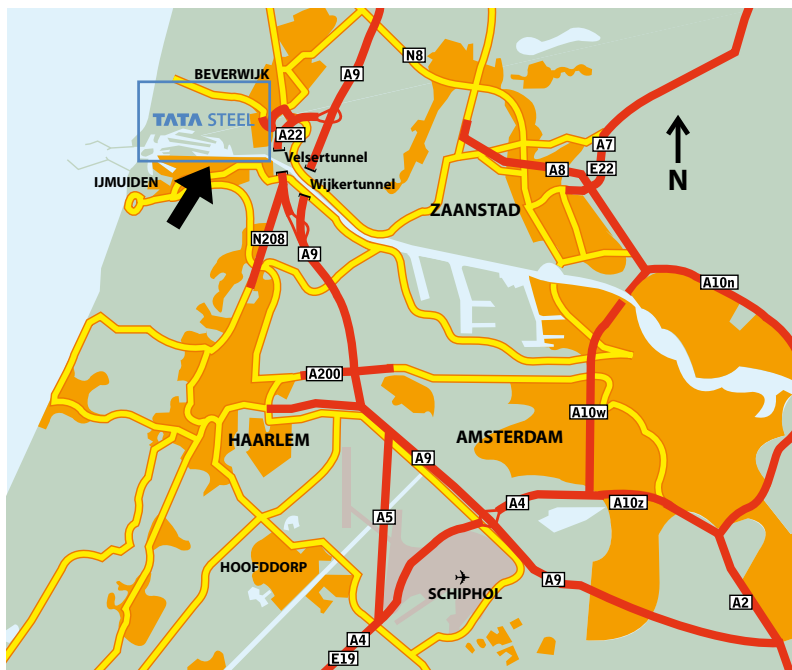 N8
BEVERWIJK
A9
TATA STEEL
A22
A7
Velsertunnel
A8
E22
IJMUIDEN
Wijkertunnel
N
ZAANSTAD
N208
A9
A10n
A200
A10w
HAARLEM
AMSTERDAM
A9
A4
A10z
A5
HOOFDDORP
A9
SCHIPHOL
A2
A4
E19